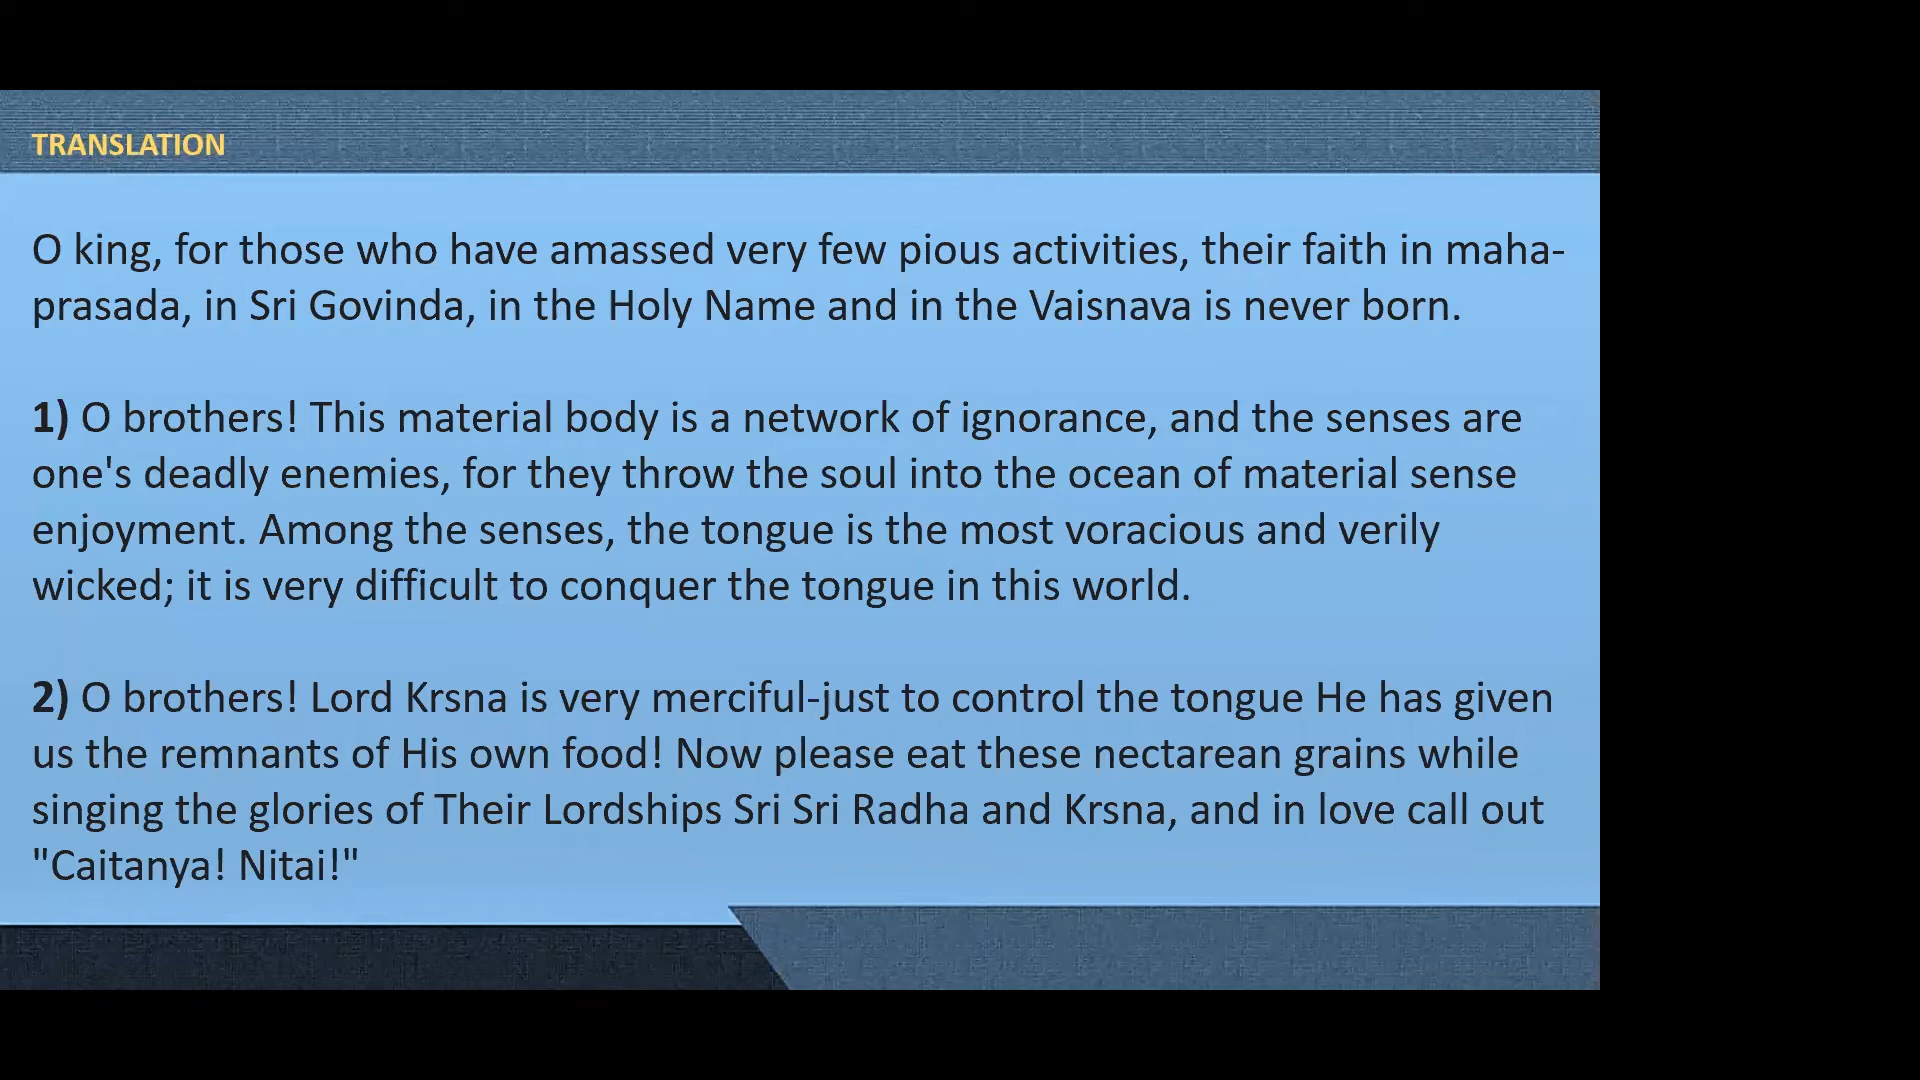 TRANSLATION
O king, for those who have amassed very few pious activities, their faith in maha-
prasada, in Sri Govinda, in the Holy Name and in the Vaisnava is never born.
1) O brothers! This material body is a network of ignorance, and the senses are
one's deadly enemies, for they throw the soul into the ocean of material sense
enjoyment. Among the senses, the tongue is the most voracious and verily
wicked; it is very difficult to conquer the tongue in this world.
2) O brothers! Lord Krsna is very merciful-just to control the tongue He has given
us the remnants of His own food! Now please eat these nectarean grains while
singing the glories of Their Lordships Sri Sri Radha and Krsna, and in love call out
"Caitanya! Nitai!"